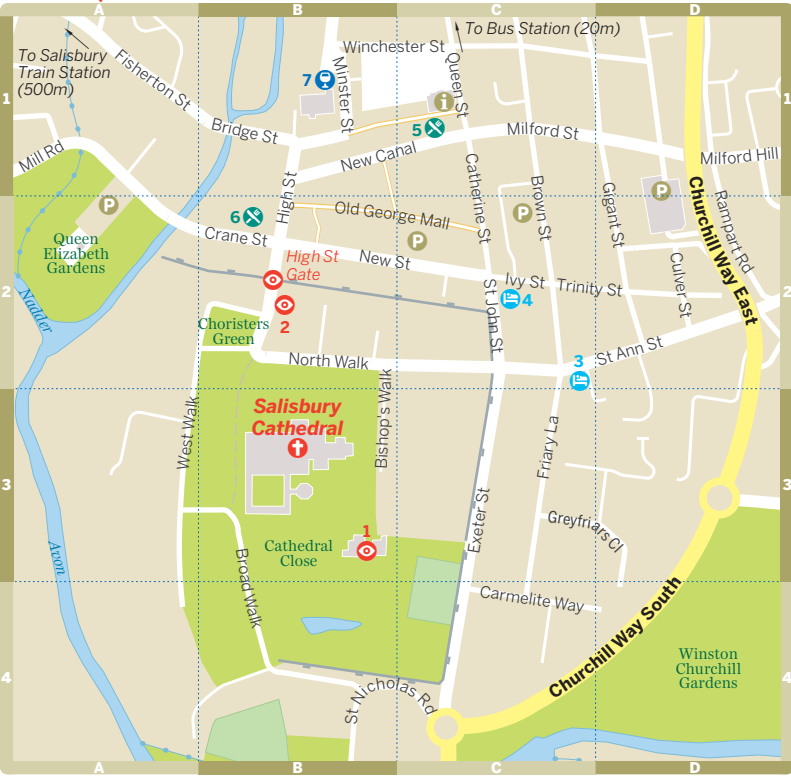 A
B
C
D
To Bus Station (20m)
To Salisbury
Train Station
(500m)
Fisherton St
Winchester St
Minster St
Queen St
7
i
1
1
5
Bridge St
Milford St
New Canal
Mill Rd
Milford Hill
High St
Catherine St
Brown St
Gigant St
P
P
P
P
Rampart Rd
Churchill Way East
6
Old George Mall
Crane St
New St
Queen
Elizabeth
Gardens
High St
Gate
Culver St
Ivy St
Trinity St
2
2
St John St
4
Nadder
2
Choristers
Green
North Walk
3
St Ann St
Salisbury
Cathedral
Bishop's Walk
West Walk
Friary La
3
3
Exeter St
Greyfriars Cl
1
Cathedral
Close
Avon
Broad Walk
Carmelite Way
Churchill Way South
Winston
Churchill
Gardens
4
4
St Nicholas Rd
A
B
C
D